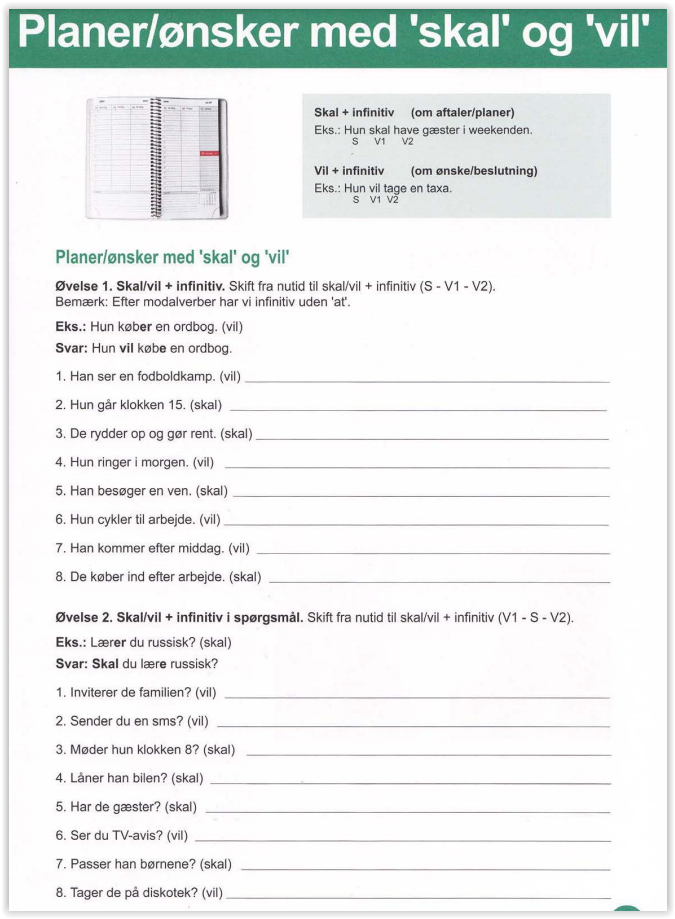 Planer/ønsker med 'skal' og 'vil'
Skal + infinitiv (om aftaler/planer)
Eks.: Hun skal have gæster i weekenden.
S V1 V2
Vil + infinitiv (om ønske/beslutning)
Eks.: Hun vil tage en taxa.
S V1 V2
Planer/ønsker med 'skal' og 'vil'
Øvelse 1. Skal/vil + infinitiv. Skift fra nutid til skal/vil + infinitiv (S - V1 - V2).
Bemærk: Efter modalverber har vi infinitiv uden 'at'.
Eks.: Hun køber en ordbog. (vil)
Svar: Hun vil købe en ordbog.
1. Han ser en fodboldkamp. (vil)
2. Hun går klokken 15. (skal)
3. De rydder op og gør rent. (skal)
4. Hun ringer i morgen. (vil)
5. Han besøger en ven. (skal)
6. Hun cykler til arbejde. (vil)
7. Han kommer efter middag. (vil)
8. De køber ind efter arbejde. (skal)
Øvelse 2. Skal/vil + infinitiv i spørgsmål. Skift fra nutid til skal/vil + infinitiv (V1 - S - V2).
Eks.: Lærer du russisk? (skal)
Svar: Skal du lære russisk?
1. Inviterer de familien? (vil)
2. Sender du en sms? (vil)
3. Møder hun klokken 8? (skal)
4. Låner han bilen? (skal)
5. Har de gæster? (skal)
6. Ser du TV-avis? (vil)
7. Passer han børnene? (skal)
8. Tager de på diskotek? (vil)